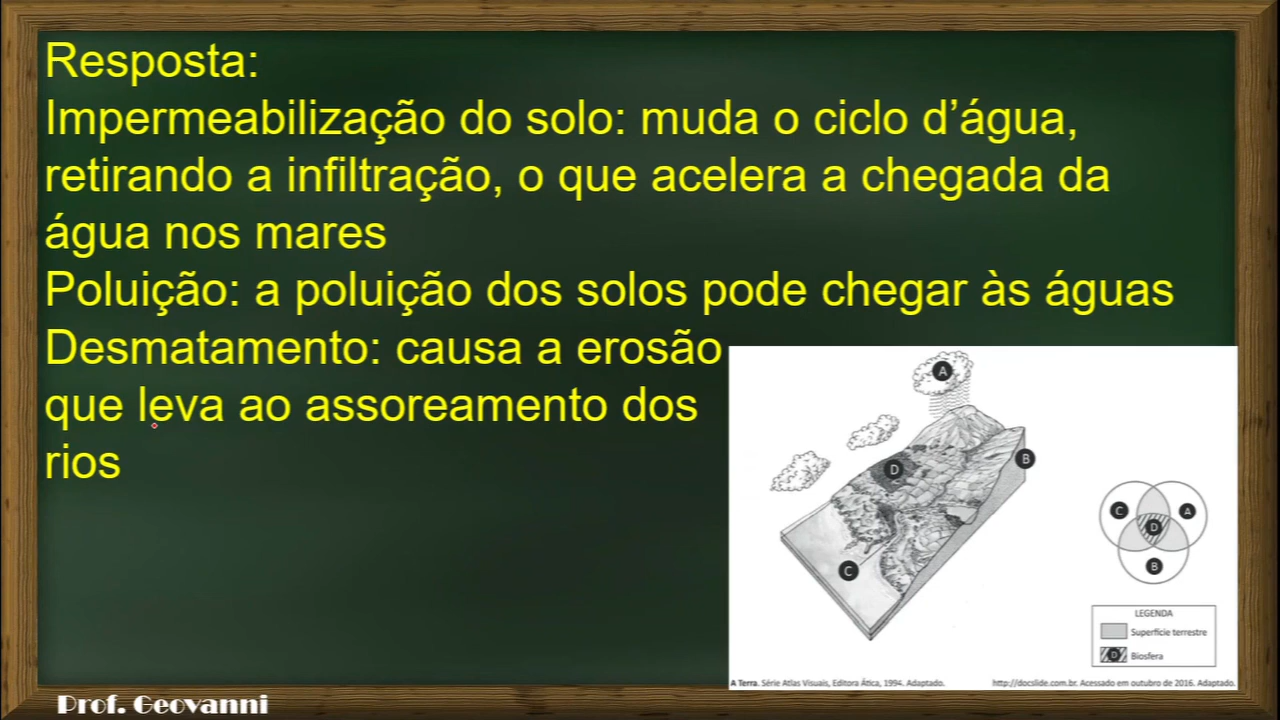 Resposta:
Impermeabilização do solo: muda o ciclo d’água,
retirando a infiltração, o que acelera a chegada da
água nos mares
Poluição: a poluição dos solos pode chegar às águas
Desmatamento: causa a erosão
que leva ao assoreamento dos
rios
A
B
D
C
C
A
D
B
LEGENDA
Superfície terrestre
D Biosfera
A Terra. Série Atlas Visuais, Editora Ática, 1994. Adaptado.
http://docslide.com.br. Acessado em outubro de 2016. Adaptado.
Prof. Geovanni